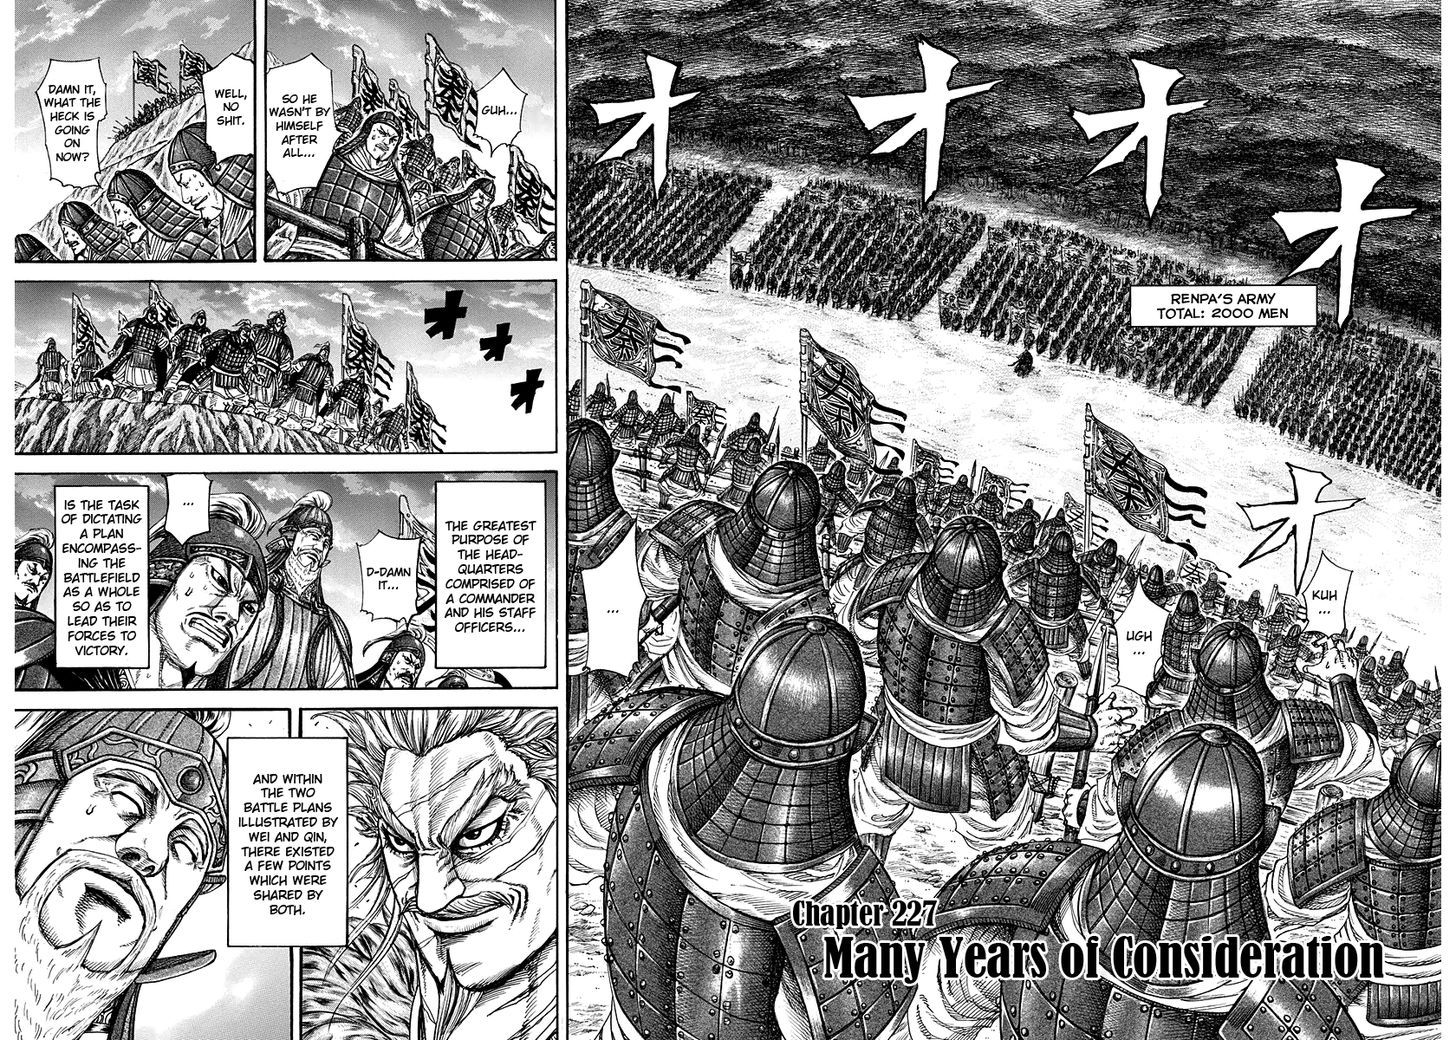 オ
オ
オ
オ
オ
RENPA'S ARMY
TOTAL: 2000 MEN
KUH
...
UGH
...
...
Chapter 227
Many Years of Consideration
GUH...
SO HE
WASN'T BY
HIMSELF
AFTER
ALL...
WELL,
NO
SHIT.
DAMN IT,
WHAT THE
HECK IS
GOING
ON
NOW?
オ
オ
オ
THE GREATEST
PURPOSE OF
THE HEAD-
QUARTERS
COMPRISED OF
A COMMANDER
AND HIS STAFF
OFFICERS...
D-DAMN
IT...
...
IS THE TASK
OF DICTATING
A PLAN
ENCOMPASS-
ING THE
BATTLEFIELD
AS A WHOLE
SO AS TO
LEAD THEIR
FORCES TO
VICTORY.
AND WITHIN
THE TWO
BATTLE PLANS
ILLUSTRATED BY
WEI AND QIN,
THERE EXISTED
A FEW POINTS
WHICH WERE
SHARED BY
BOTH.
秦
秦
秦
秦